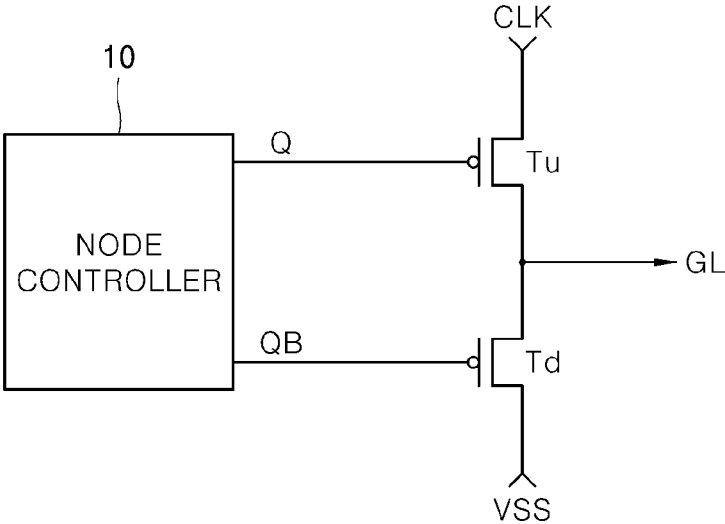 CLK
10
Q
Tu
NODE
CONTROLLER
GL
QB
Td
VSS